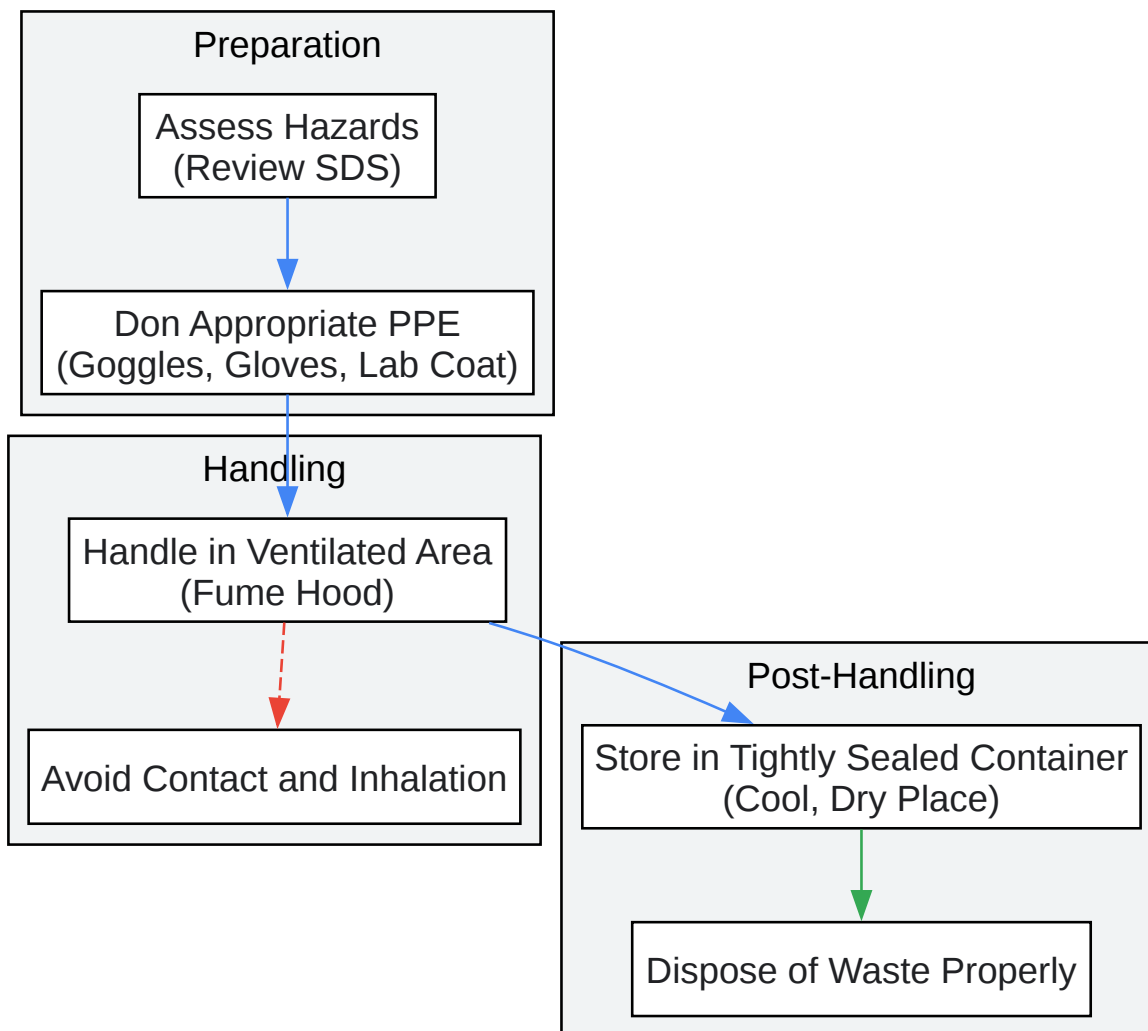 Preparation
Assess Hazards
(Review SDS)
Don Appropriate PPE
(Goggles, Gloves, Lab Coat)
Handling
Handle in Ventilated Area
(Fume Hood)
Avoid Contact and Inhalation
Post-Handling
Store in Tightly Sealed Container
(Cool, Dry Place)
Dispose of Waste Properly